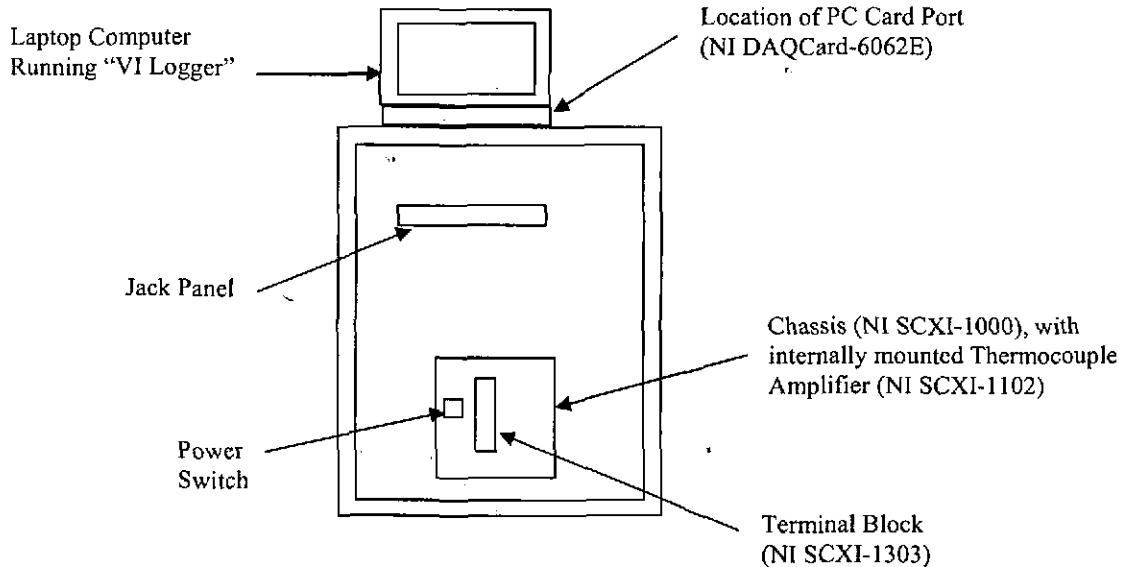 Laptop Computer
Running “VI Logger”
Location of PC Card Port
(NI DAQCard-6062E)
Jack Panel
Chassis (NI SCXI-1000), with
internally mounted Thermocouple
Amplifier (NI SCXI-1102)
Power
Switch
Terminal Block
(NI SCXI-1303)